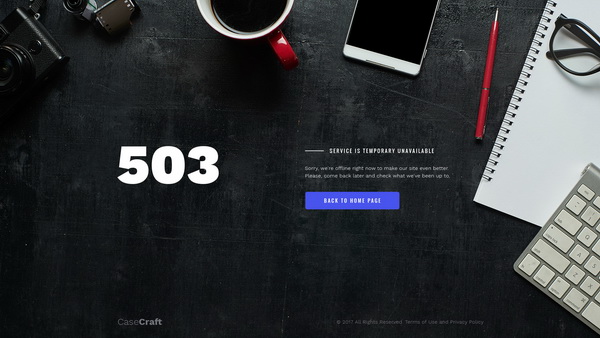 503
SERVICE IS TEMPORARY UNAVAILABLE
Sorry, we're offline right now to make our site even better.
Please, come back later and check what we've been up to.
BACK TO HOME PAGE
CaseCraft
© 2017 All Rights Reserved. Terms of Use and Privacy Policy